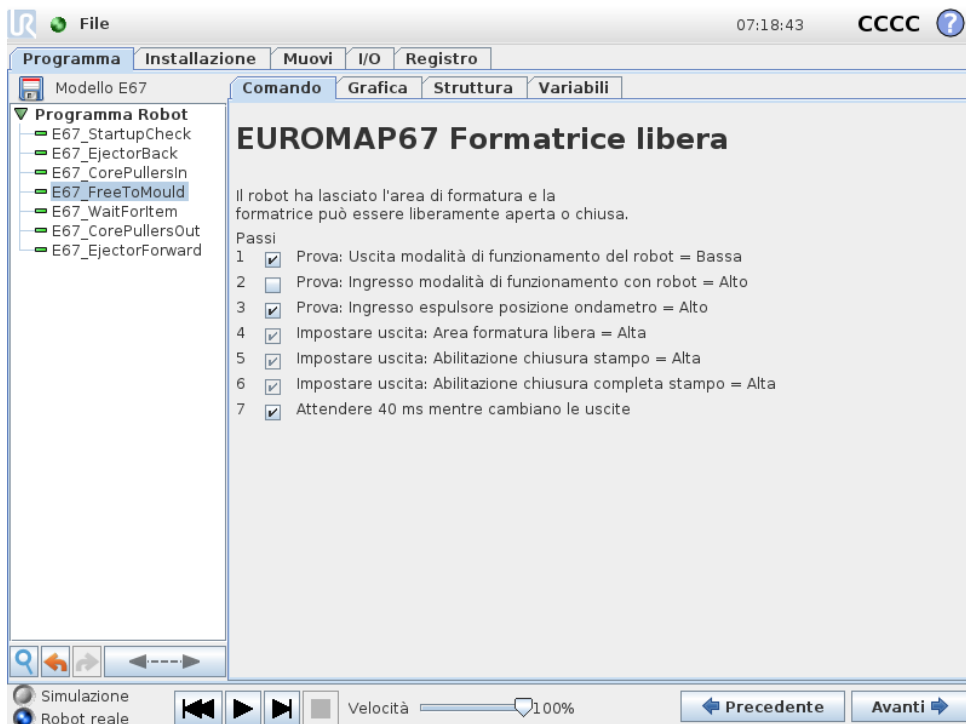 UR File 07:18:43 CCCC ?
Programma Installazione Muovi I/O Registro
Modello E67 Comando Grafica Struttura Variabili
Programma Robot
E67_StartupCheck
E67_EjectorBack
E67_CorePullersIn
E67_FreeToMould
E67_WaitForItem
E67_CorePullersOut
E67_EjectorForward
EUROMAP67 Formatrice libera
Il robot ha lasciato l'area di formatura e la
formatrice può essere liberamente aperta o chiusa.
Passi
1 Prova: Uscita modalità di funzionamento del robot = Bassa
2 Prova: Ingresso modalità di funzionamento con robot = Alto
3 Prova: Ingresso espulsore posizione ondametro = Alto
4 Impostare uscita: Area formatura libera = Alta
5 Impostare uscita: Abilitazione chiusura stampo = Alta
6 Impostare uscita: Abilitazione chiusura completa stampo = Alta
7 Attendere 40 ms mentre cambiano le uscite
Simulazione
Robot reale
Velocità 100% Precedente Avanti